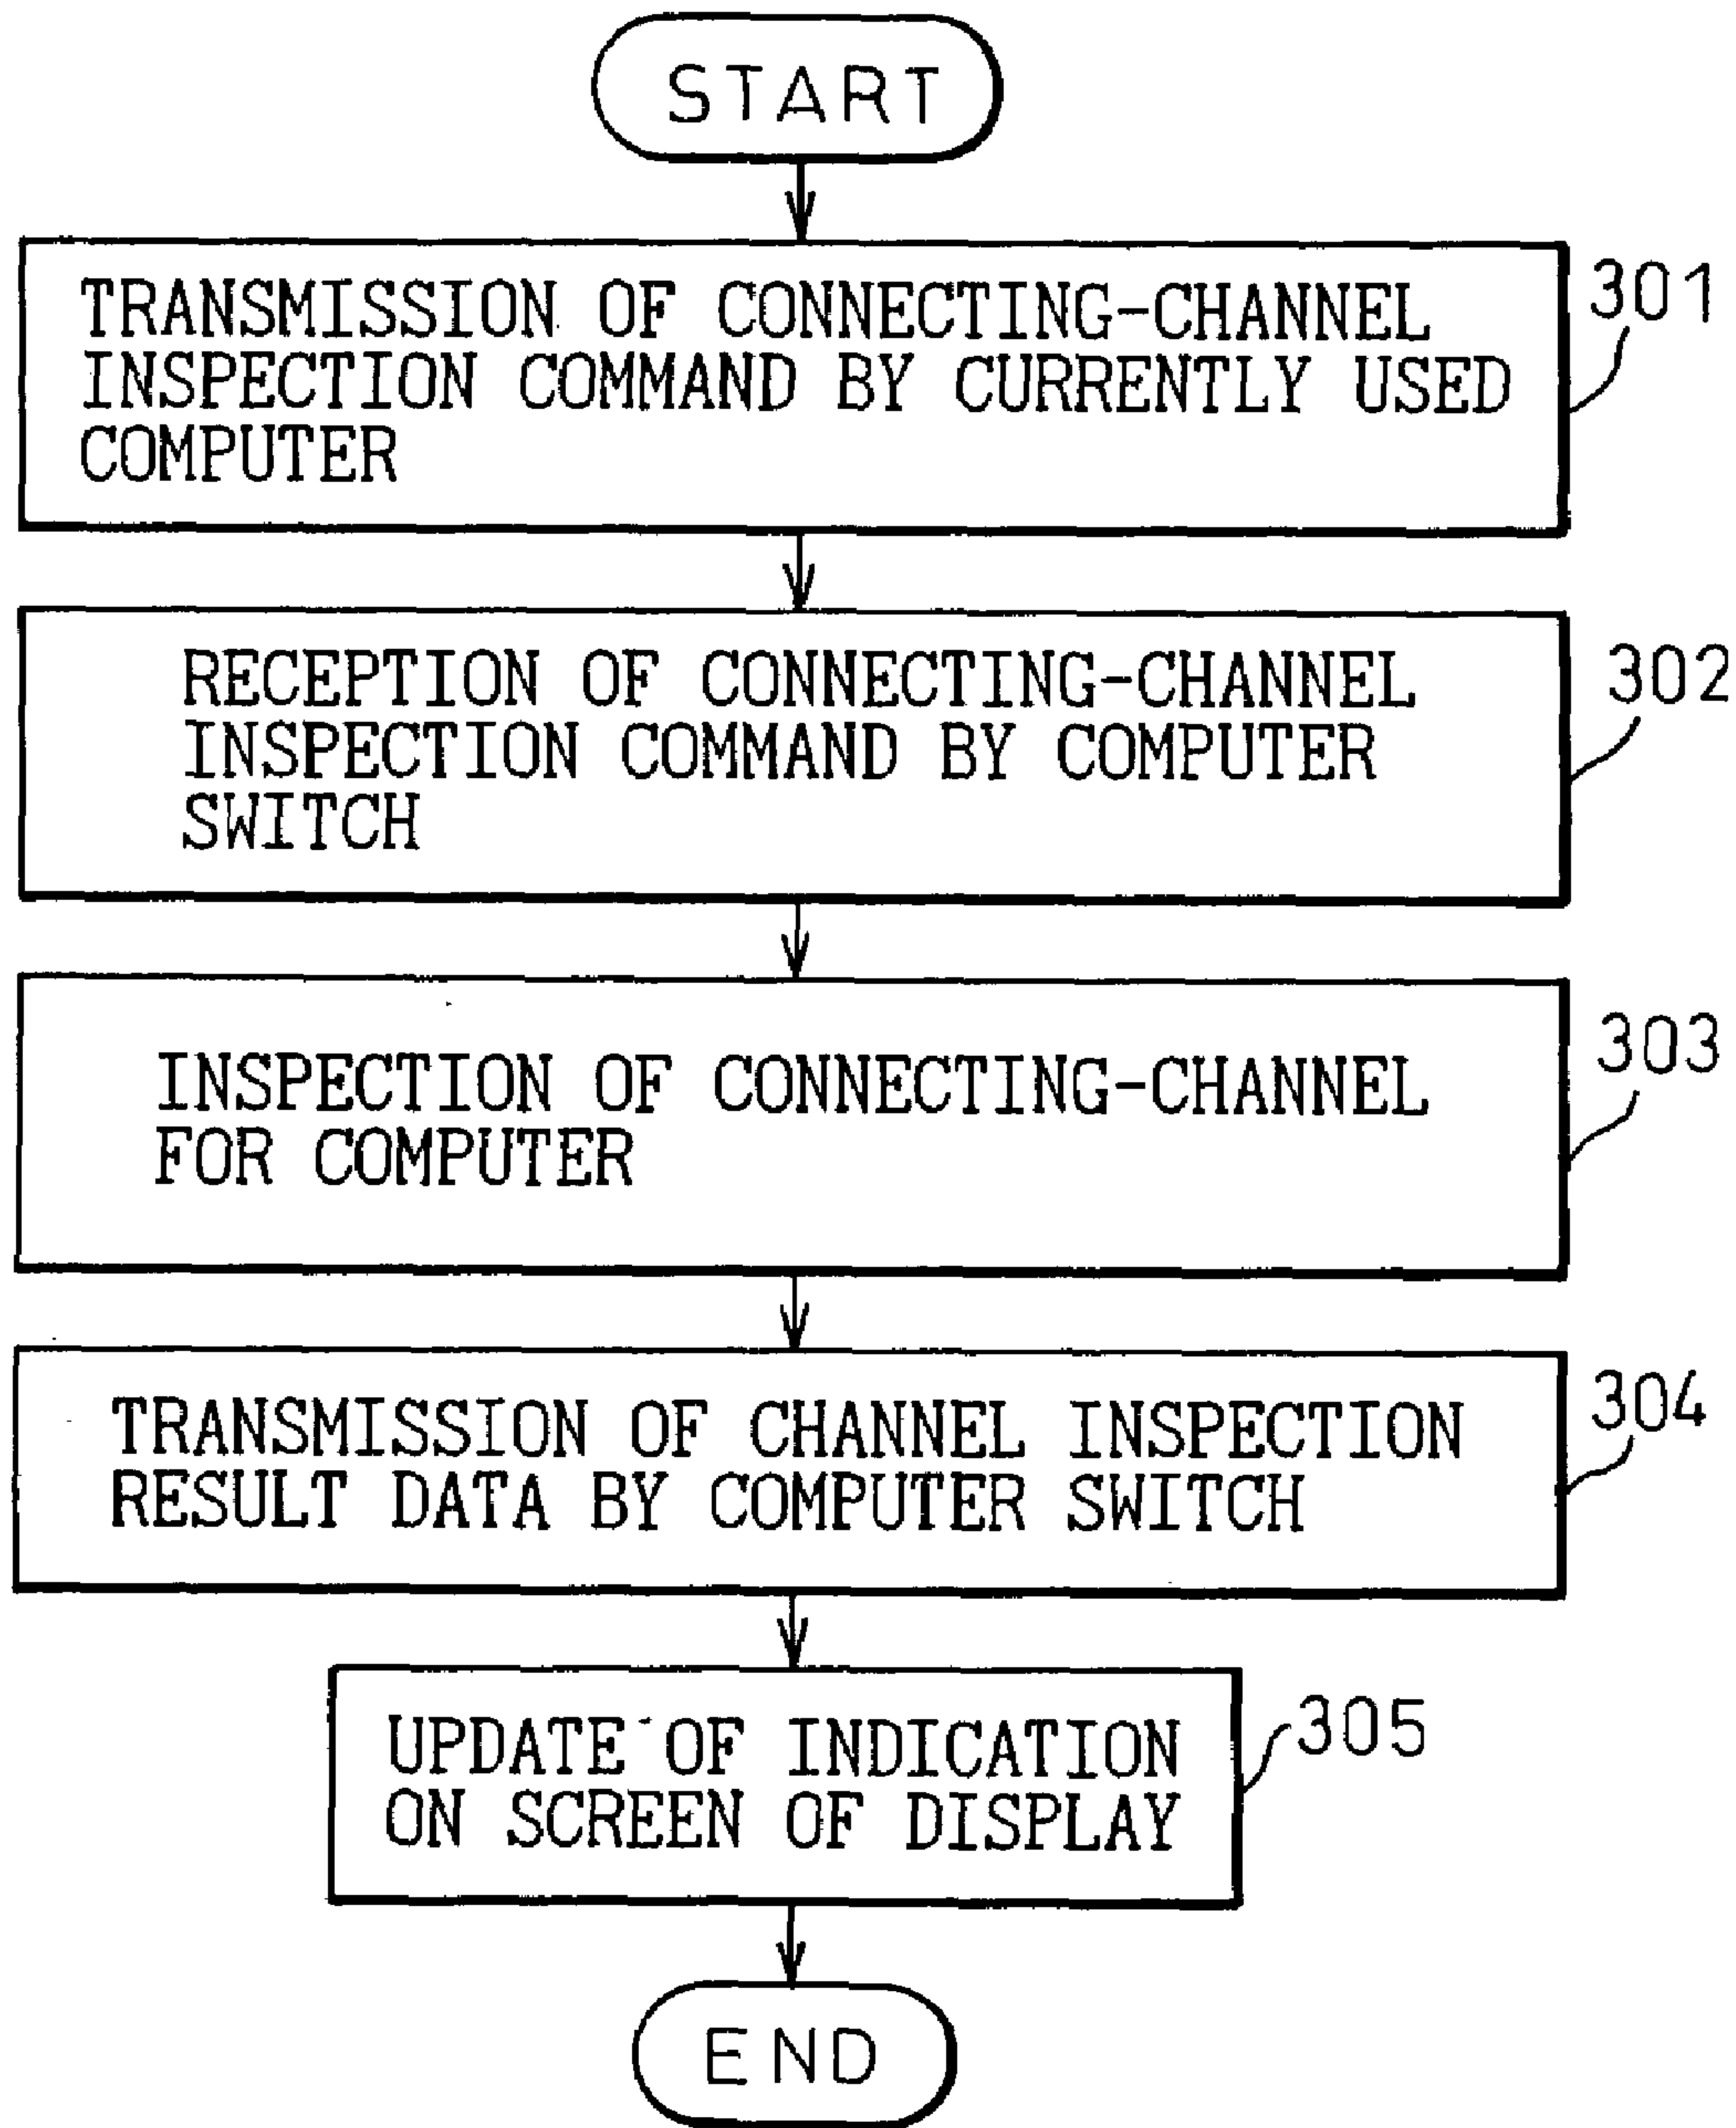 START
TRANSMISSION OF CONNECTING-CHANNEL
INSPECTION COMMAND BY CURRENTLY USED
COMPUTER
301
RECEPTION OF CONNECTING-CHANNEL
INSPECTION COMMAND BY COMPUTER
SWITCH
302
INSPECTION OF CONNECTING-CHANNEL
FOR COMPUTER
303
TRANSMISSION OF CHANNEL INSPECTION
RESULT DATA BY COMPUTER SWITCH
304
UPDATE OF INDICATION
ON SCREEN OF DISPLAY
305
END